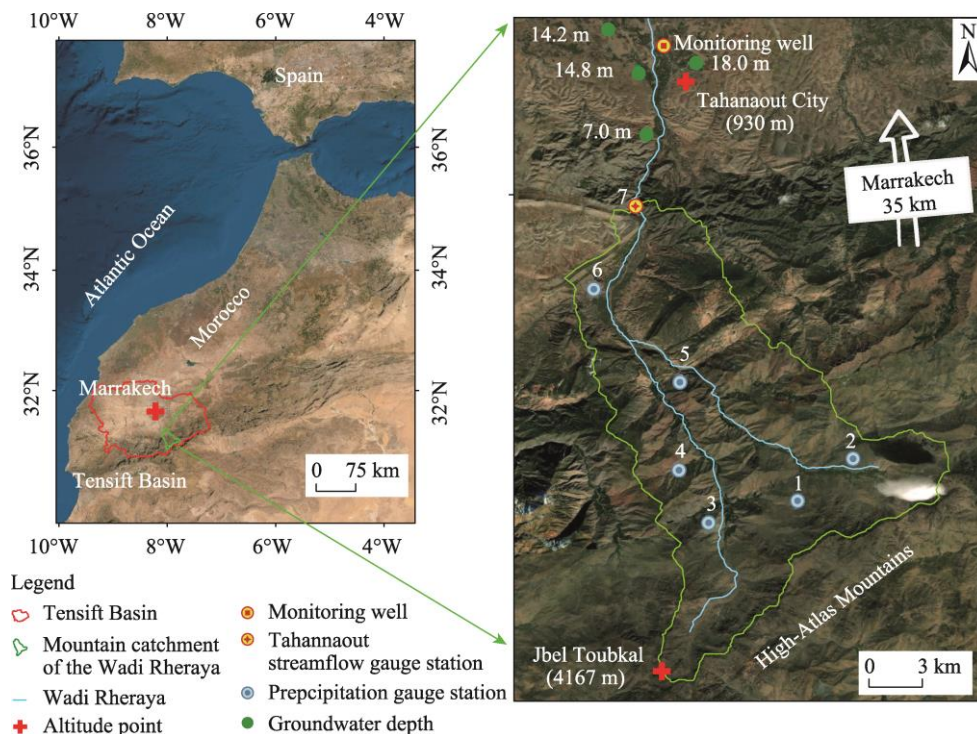 10°W 8°W 6°W 4°W
36°N
34°N
32°N
Spain
Atlantic Ocean
Morocco
Marrakech
Tensift Basin
0 75 km
36°N
34°N
32°N
10°W 8°W 6°W 4°W
14.2 m
Monitoring well
18.0 m
14.8 m
Tahanaout City
(930 m)
7.0 m
N
Marrakech
35 km
7
6
5
4
2
1
3
High-Atlas Mountains
Jbel Toubkal
(4167 m)
0 3 km
Legend
Tensift Basin
Mountain catchment
of the Wadi Rheraya
Wadi Rheraya
Altitude point
Monitoring well
Tahannaout
streamflow gauge station
Prepcipitation gauge station
Groundwater depth